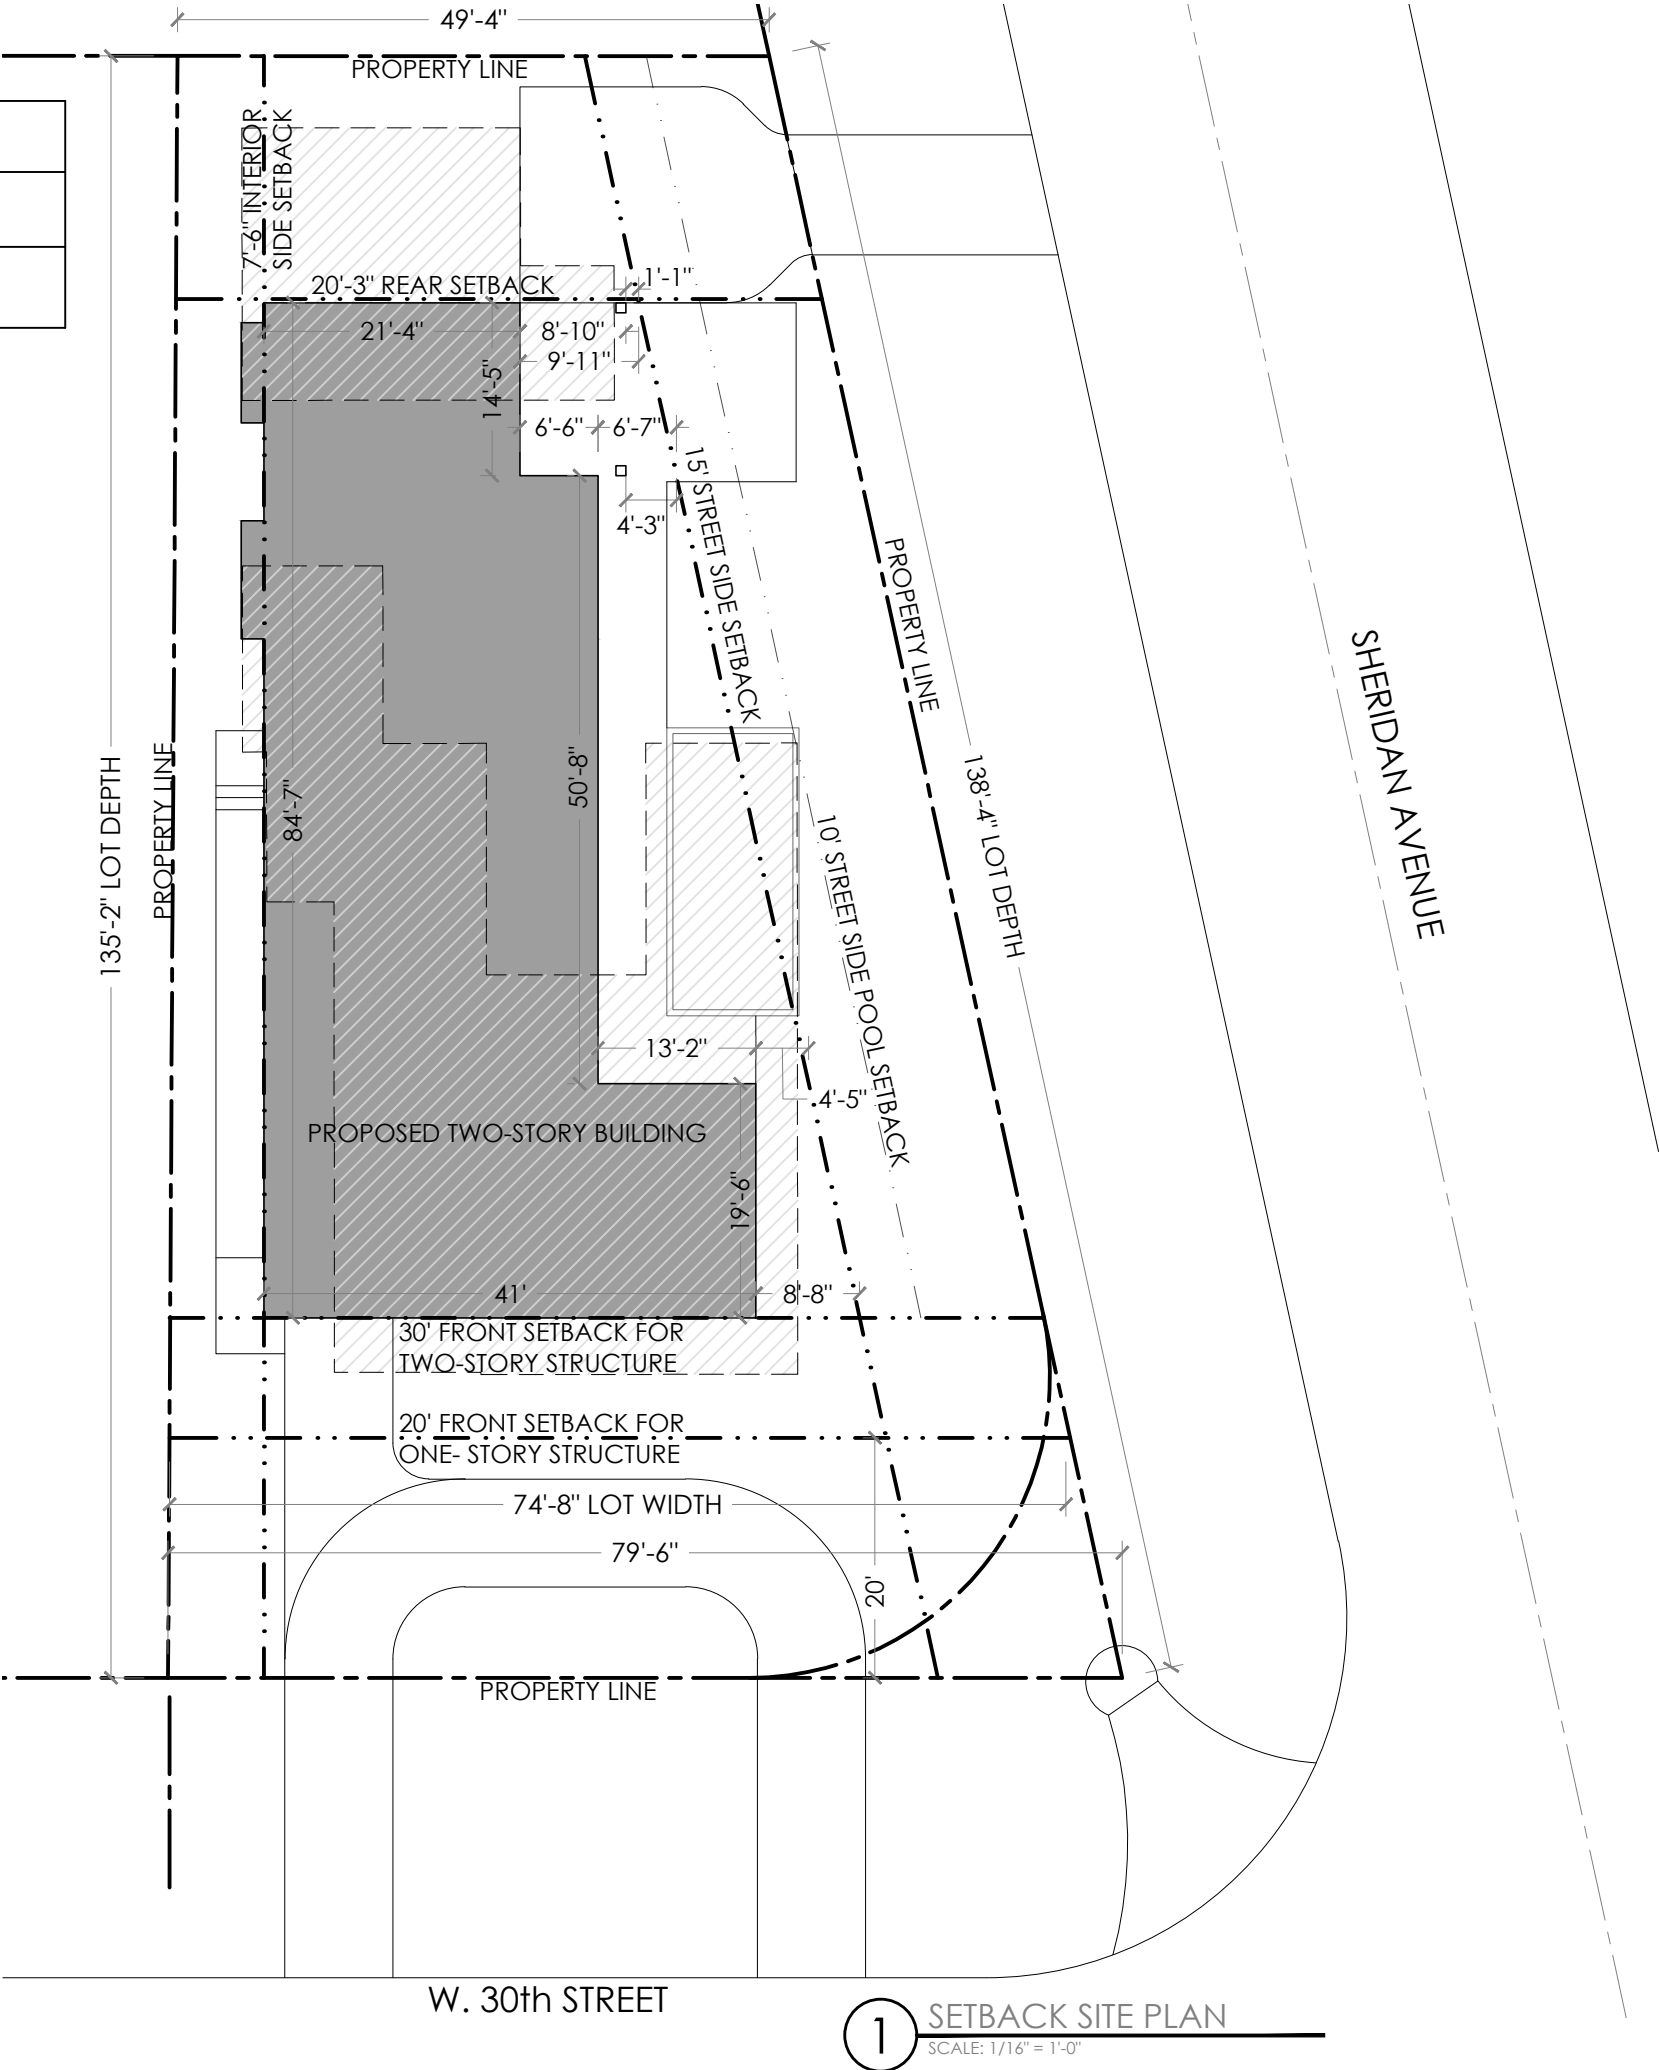 49'-4"
PROPERTY LINE
7'-6" INTERIOR
SIDE SETBACK
20'-3" REAR SETBACK
1'-1"
21'-4"
8'-10"
9'-11"
14'-5"
6'-6"
6'-7"
4'-3"
15' STREET SIDE SETBACK
PROPERTY LINE
SHERIDAN AVENUE
135'-2" LOT DEPTH
PROPERTY LINE
84'-7"
50'-8"
138'-4" LOT DEPTH
10' STREET SIDE POOL SETBACK
13'-2"
4'-5"
PROPOSED TWO-STORY BUILDING
19'-6"
41'
8'-8"
30' FRONT SETBACK FOR
TWO-STORY STRUCTURE
20' FRONT SETBACK FOR
ONE- STORY STRUCTURE
74'-8" LOT WIDTH
79'-6"
20'
PROPERTY LINE
W. 30th STREET
1
SETBACK SITE PLAN
SCALE: 1/16" = 1'-0"